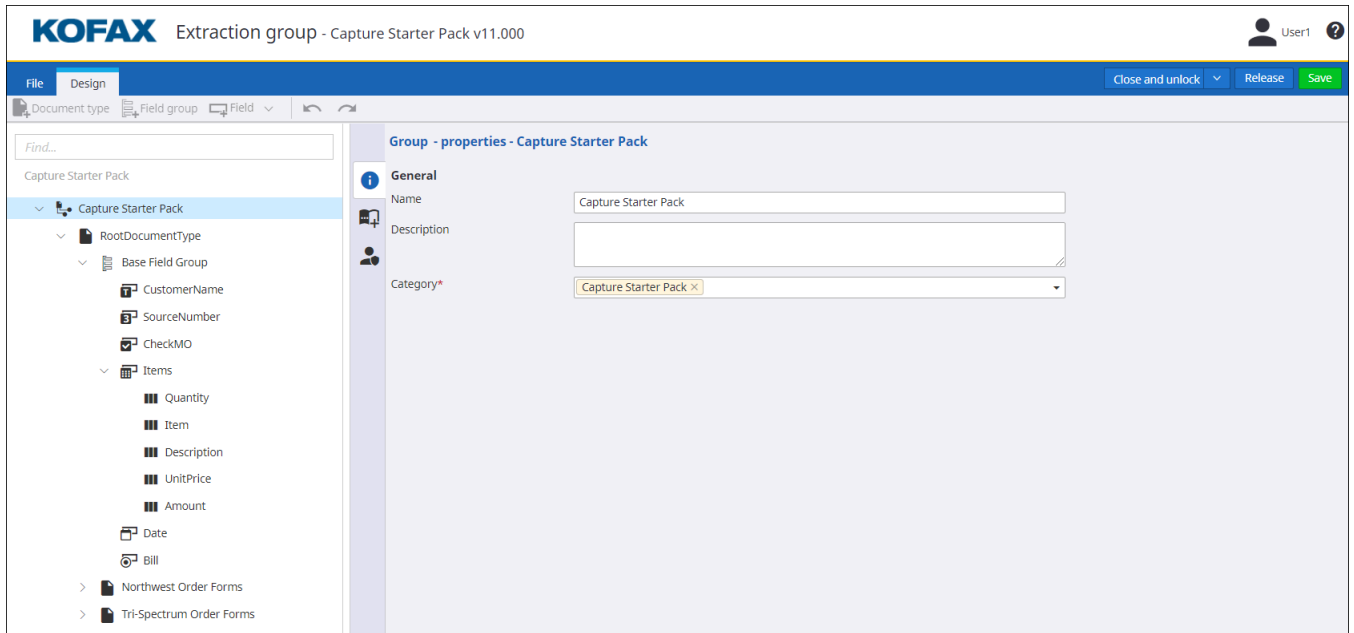 KOFAX Extraction group - Capture Starter Pack v11.000 User1 ?
File Design Close and unlock Release Save
Document type Field group Field
Find...
Capture Starter Pack
Capture Starter Pack
RootDocumentType
Base Field Group
CustomerName
SourceNumber
CheckMO
Items
Quantity
Item
Description
UnitPrice
Amount
Date
Bill
Northwest Order Forms
Tri-Spectrum Order Forms
Group - properties - Capture Starter Pack
General
Name Capture Starter Pack
Description
Category* Capture Starter Pack ×